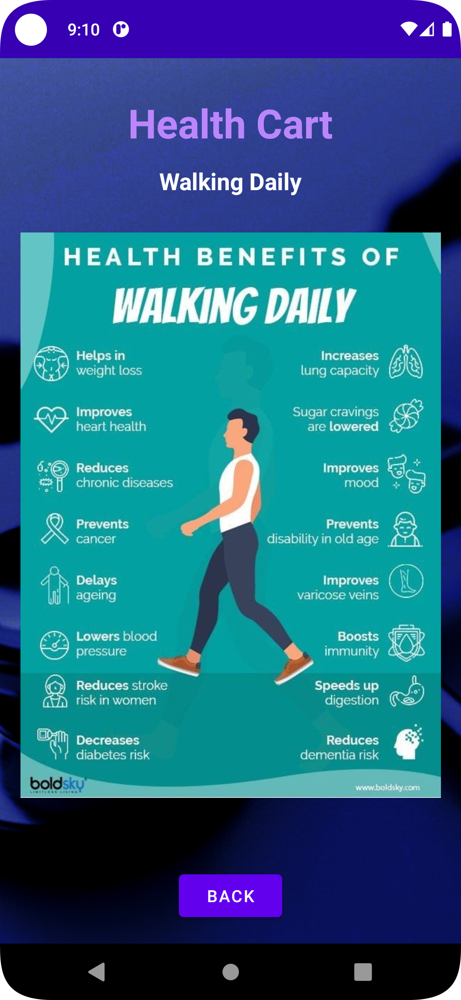 9:10
Health Cart
Walking Daily
HEALTH BENEFITS OF
WALKING DAILY
Helps in
weight loss
Improves
heart health
Reduces
chronic diseases
Prevents
cancer
Delays
ageing
Lowers blood
pressure
Reduces stroke
risk in women
Decreases
diabetes risk
Increases
lung capacity
Sugar cravings
are lowered
Improves
mood
Prevents
disability in old age
Improves
varicose veins
Boosts
immunity
Speeds up
digestion
Reduces
dementia risk
boldsky
LIMITLESS LIVING
www.boldsky.com
BACK